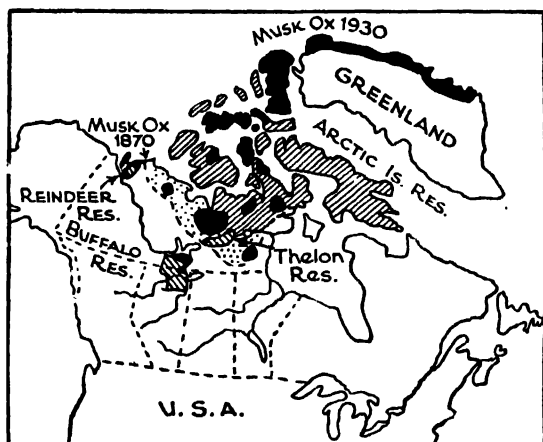 Musk Ox 1930
GREENLAND
ARCTIC Is. Res.
Musk Ox
1870
REINDEER
Res.
BUFFALO
Res.
Thelon
Res.
U.S.A.